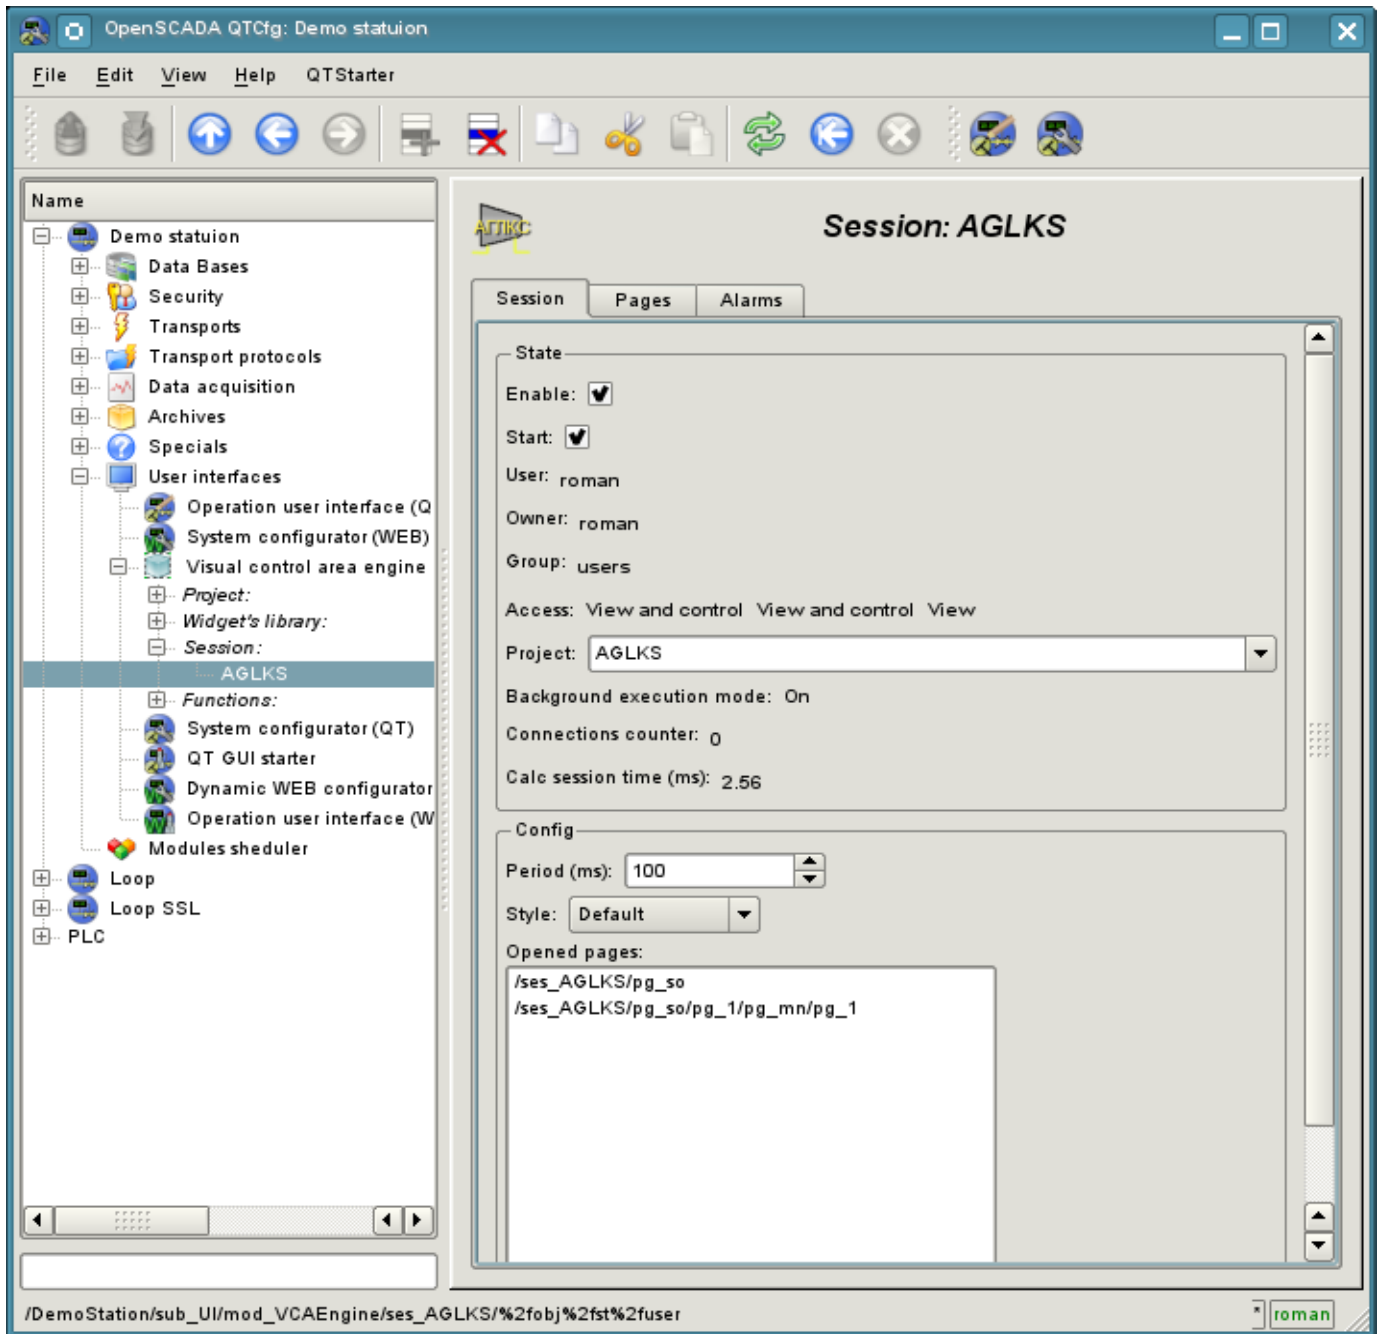 OpenSCADA QTCfg: Demo statuion
File Edit View Help QTStarter
Name
Demo statuion
Data Bases
Security
Transports
Transport protocols
Data acquisition
Archives
Specials
User interfaces
Operation user interface (Q
System configurator (WEB)
Visual control area engine
Project:
Widget's library:
Session:
AGLKS
Functions:
System configurator (QT)
QT GUI starter
Dynamic WEB configurator
Operation user interface (W
Modules sheduler
Loop
Loop SSL
PLC
АГЛКС
Session: AGLKS
Session Pages Alarms
State
Enable:
Start:
User: roman
Owner: roman
Group: users
Access: View and control View and control View
Project: AGLKS
Background execution mode: On
Connections counter: 0
Calc session time (ms): 2.56
Config
Period (ms): 100
Style: Default
Opened pages:
/ses_AGLKS/pg_so
/ses_AGLKS/pg_so/pg_1/pg_mn/pg_1
/DemoStation/sub_UI/mod_VCAEngine/ses_AGLKS/%2fobj%2fst%2fuser
* roman